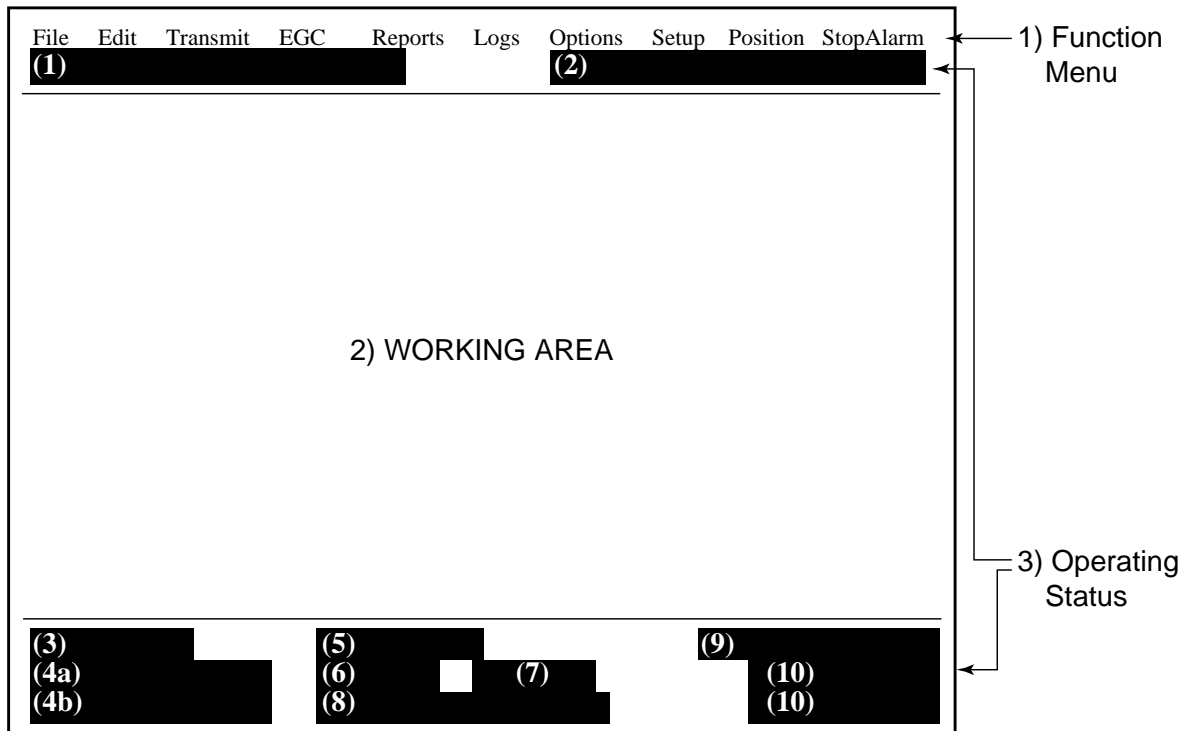 File Edit Transmit EGC Reports Logs Options Setup Position StopAlarm
(1) (2)
1) Function
Menu
2) WORKING AREA
3) Operating
Status
(3) (5) (9)
(4a) (6) (7) (10)
(4b) (8) (10)